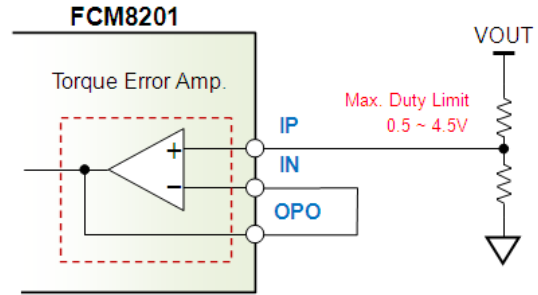 FCM8201
VOUT
Torque Error Amp.
Max. Duty Limit
0.5 ~ 4.5V
IP
IN
OPO
+
−